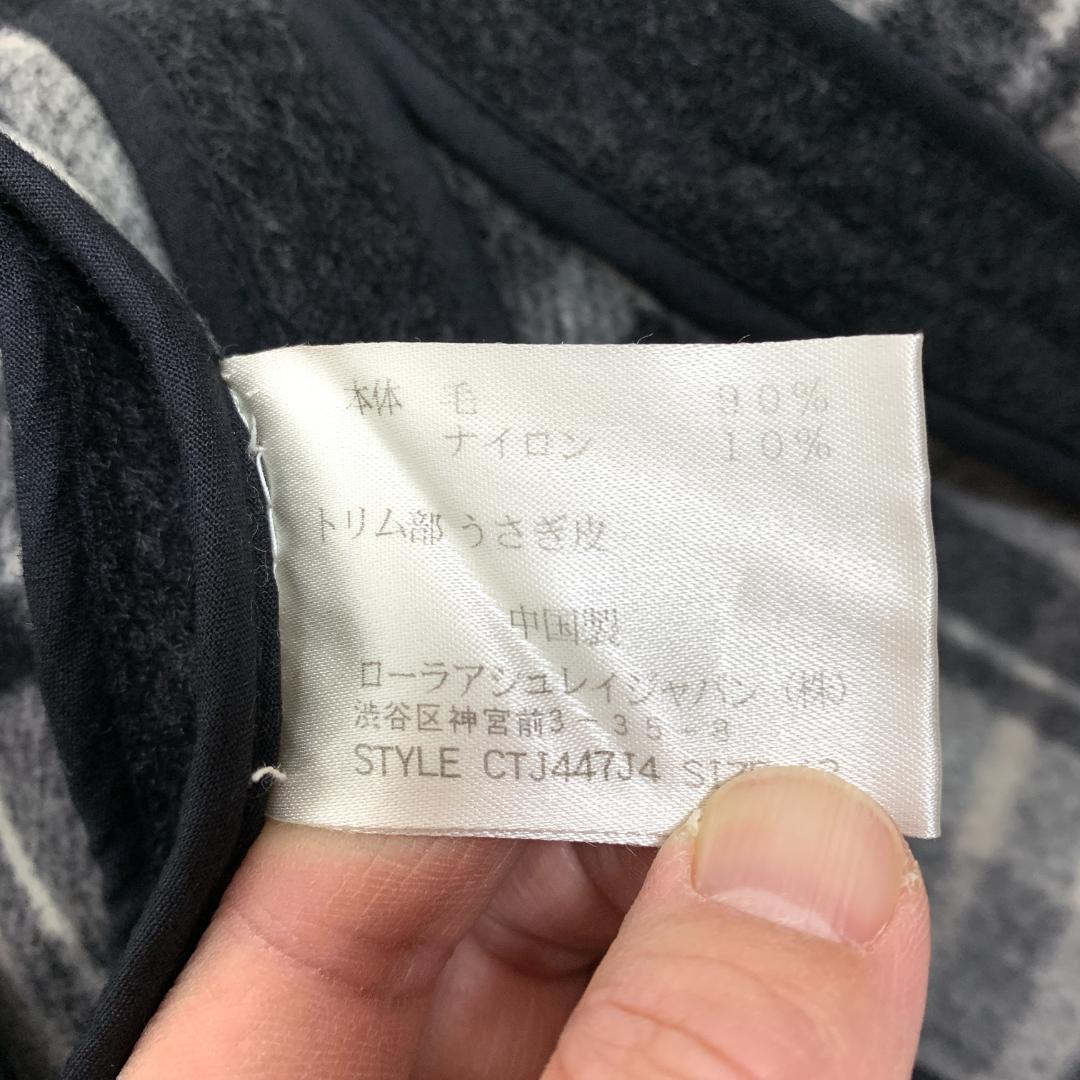 本体 毛 90%
ナイロン 10%
トリム部 うさぎ皮
中国製
ローラアシュレイジャパン (株)
渋谷区神宮前3-35-8
STYLE CTJ447J4 SIZE